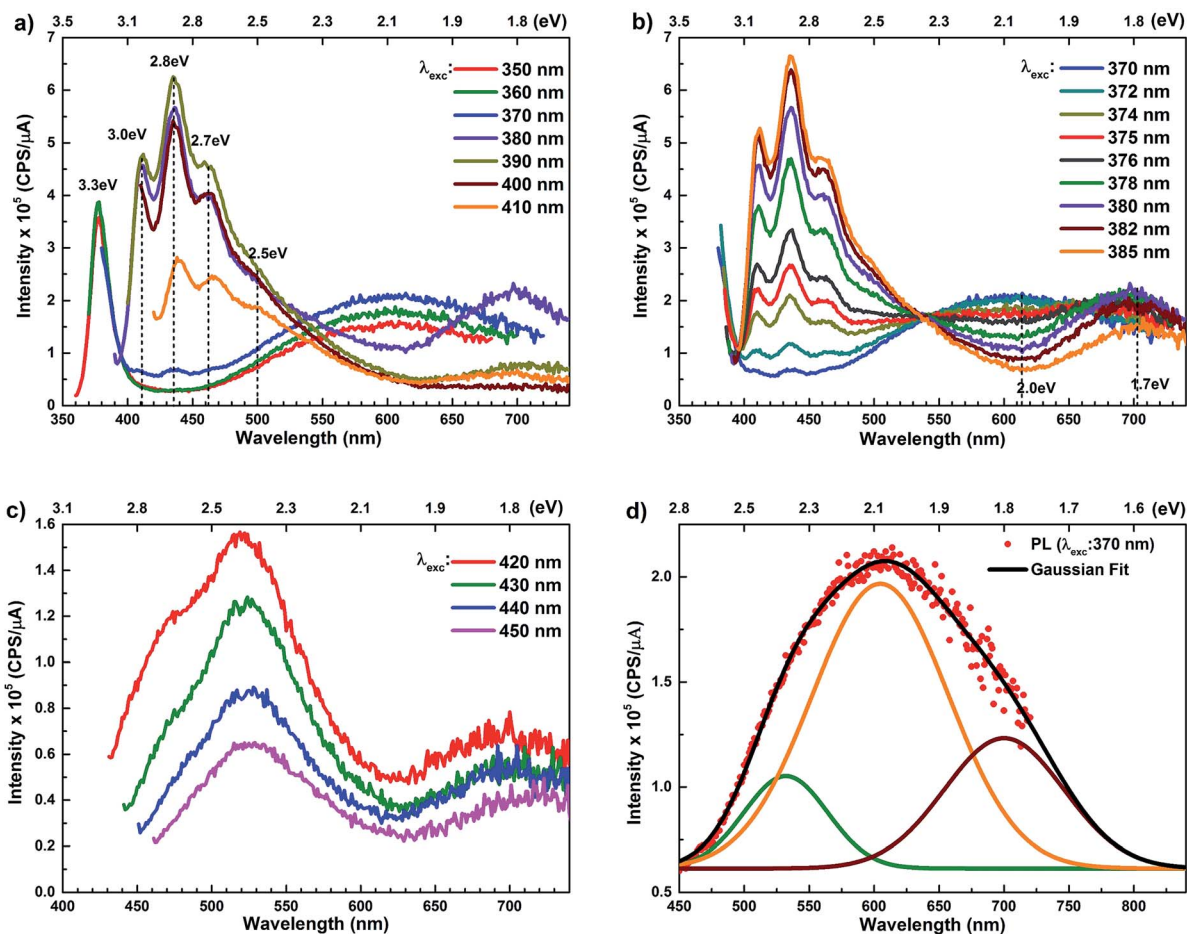 a)
3.5 3.1 2.8 2.5 2.3 2.1 1.9 1.8 (eV)
7
6
5
4
3
2
1
0
Intensity x 10⁵ (CPS/μA)
λexc:
350 nm
360 nm
370 nm
380 nm
390 nm
400 nm
410 nm
2.8eV
3.0eV
2.7eV
3.3eV
2.5eV
350 400 450 500 550 600 650 700
Wavelength (nm)
b)
3.5 3.1 2.8 2.5 2.3 2.1 1.9 1.8 (eV)
7
6
5
4
3
2
1
0
Intensity x 10⁵ (CPS/μA)
λexc:
370 nm
372 nm
374 nm
375 nm
376 nm
378 nm
380 nm
382 nm
385 nm
2.0eV
1.7eV
350 400 450 500 550 600 650 700
Wavelength (nm)
c)
3.1 2.8 2.5 2.3 2.1 1.9 1.8 (eV)
1.6
1.4
1.2
1.0
0.8
0.6
0.4
0.2
0.0
Intensity x 10⁵ (CPS/μA)
λexc:
420 nm
430 nm
440 nm
450 nm
400 450 500 550 600 650 700
Wavelength (nm)
d)
2.8 2.5 2.3 2.1 1.9 1.8 1.7 1.6 (eV)
2.0
1.5
1.0
0.5
Intensity x 10⁵ (CPS/μA)
PL (λexc:370 nm)
Gaussian Fit
450 500 550 600 650 700 750 800
Wavelength (nm)